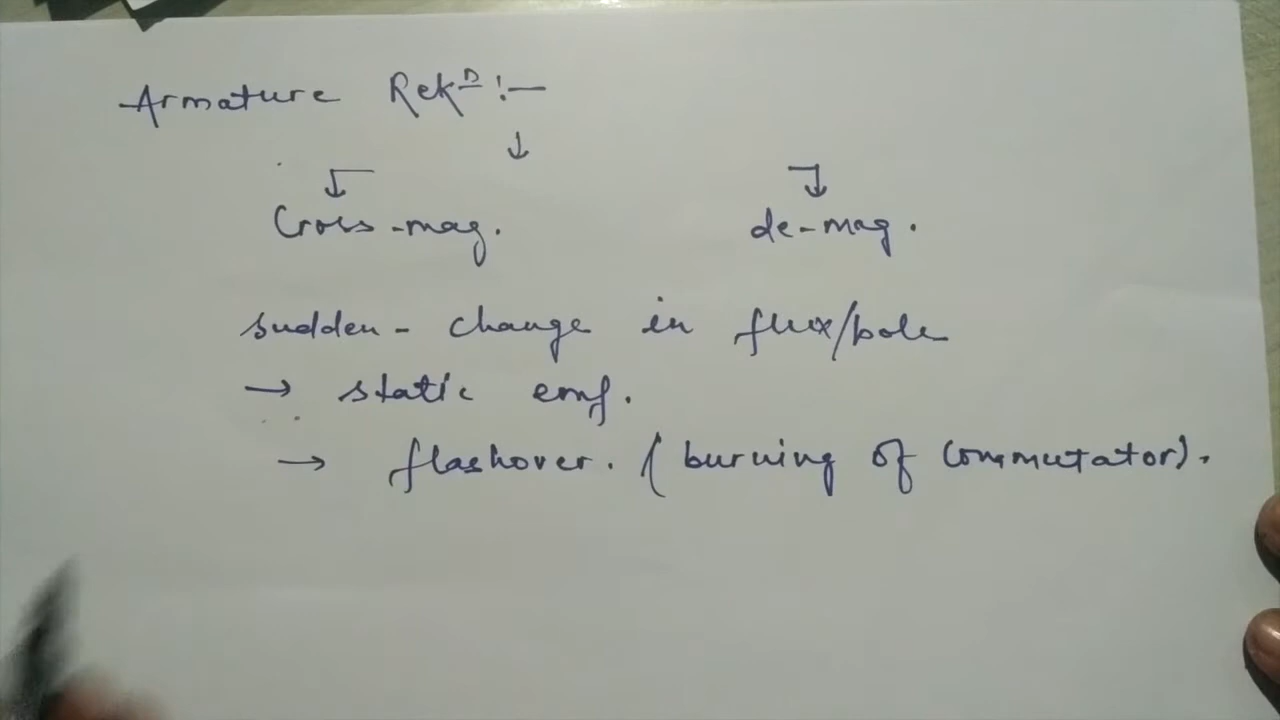 Armature Rekⁿ :-
↓
Cross-mag. de-mag.
sudden - change in flux/pole
→ static emf.
→ flashover. (burning of commutator).